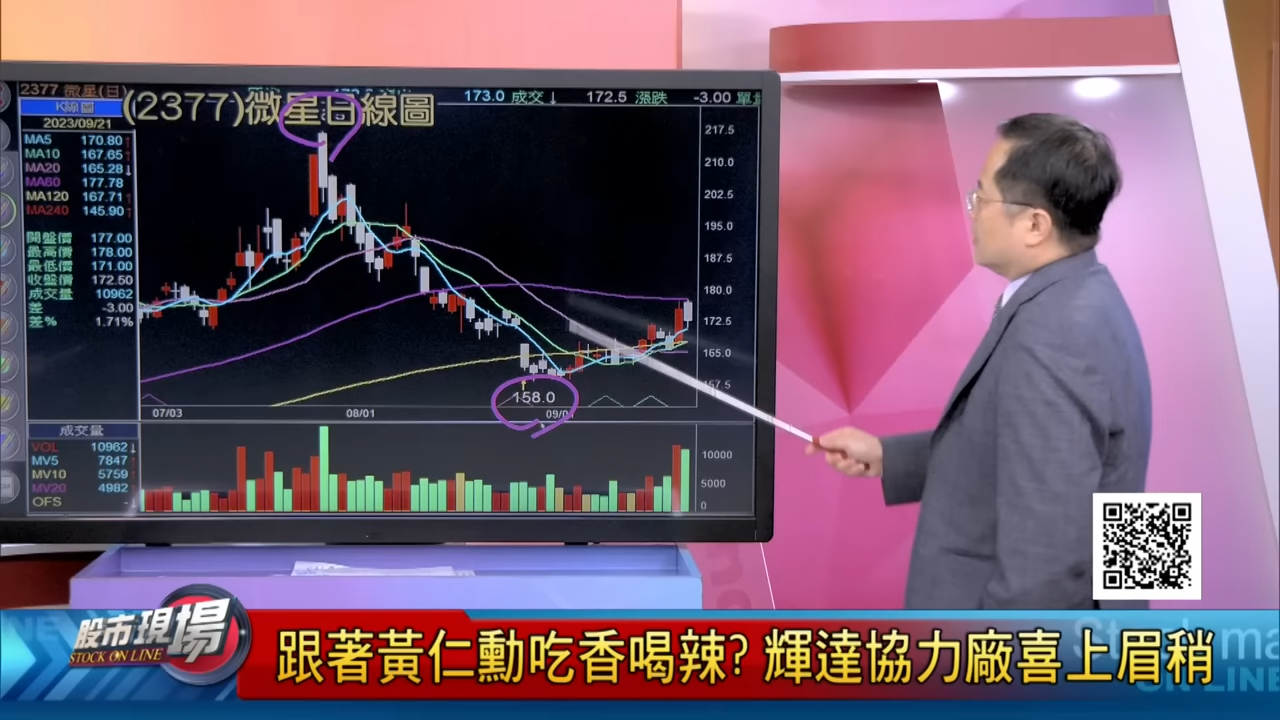 2377 微星(日
173.0 成交↓ 172.5 漲跌 -3.00 單量
(2377)微星日線圖
K線圖
2023/09/21
MA5 170.80↑
MA10 167.65↑
MA20 165.28↓
MA60 177.78
MA120 167.71↑
MA240 145.90↑
開盤價 177.00
最高價 178.00
最低價 171.00
收盤價 172.50
成交量 10962
差 -3.00
差% 1.71%
217.5
210.0
202.5
195.0
187.5
180.0
172.5
165.0
157.5
158.0
07/03 08/01 09/01
成交量
VOL 10962↓
MV5 7847↑
MV10 5759↑
MV20 4982↑
OFS -↓
10000
5000
0
股市現場
STOCK ON LINE
跟著黃仁勳吃香喝辣? 輝達協力廠喜上眉稍